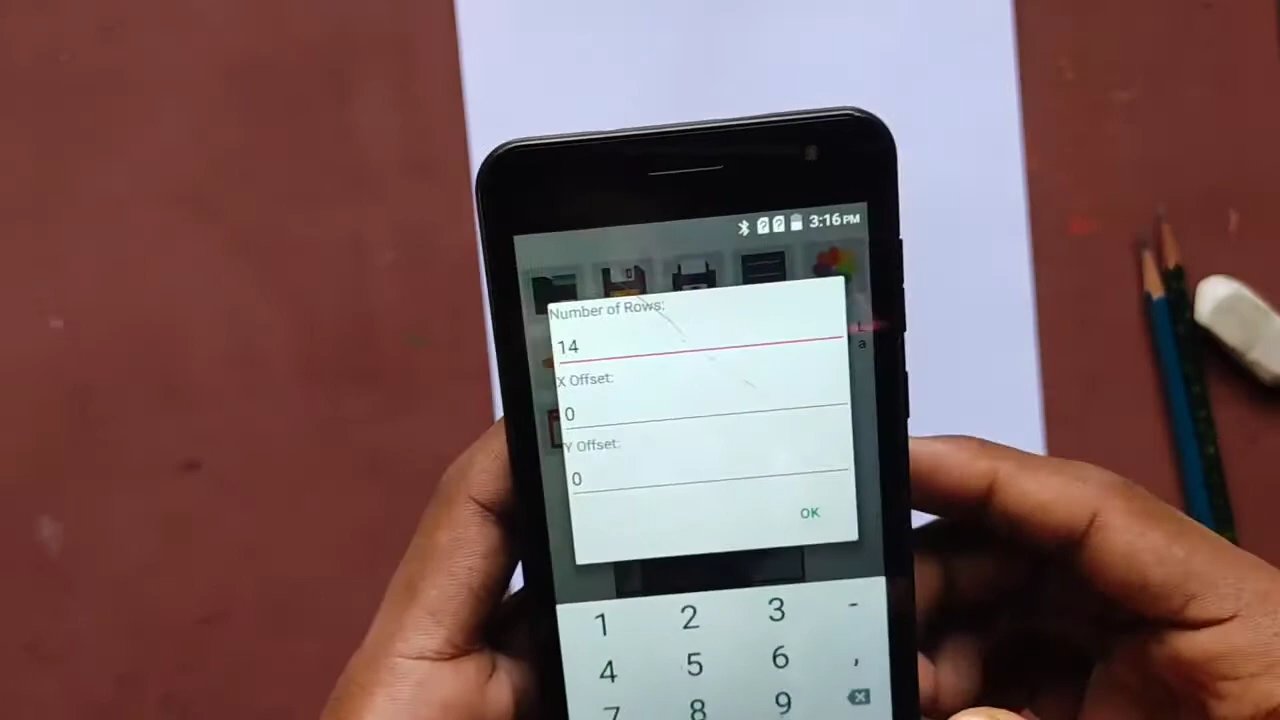 3:16 PM
Number of Rows:
14
X Offset:
0
Y Offset:
0
OK
L
a
1 2 3 -
4 5 6 ,
7 8 9